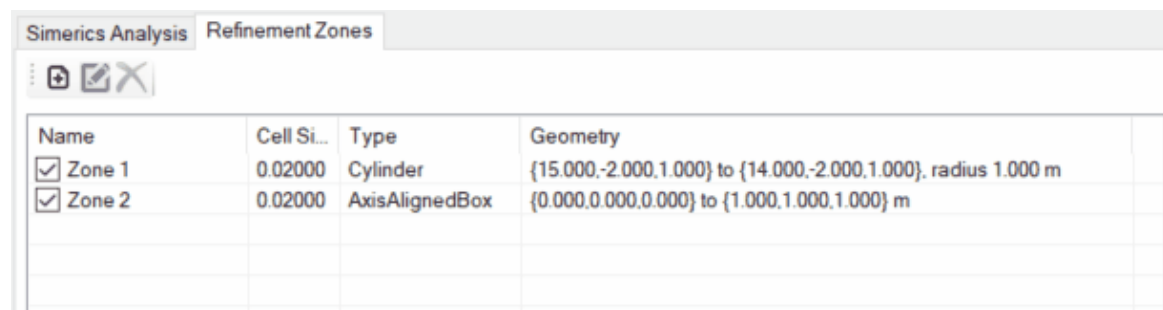 Simerics Analysis Refinement Zones
Name Cell Si... Type Geometry
Zone 1 0.02000 Cylinder {15.000,-2.000,1.000} to {14.000,-2.000,1.000}, radius 1.000 m
Zone 2 0.02000 AxisAlignedBox {0.000,0.000,0.000} to {1.000,1.000,1.000} m